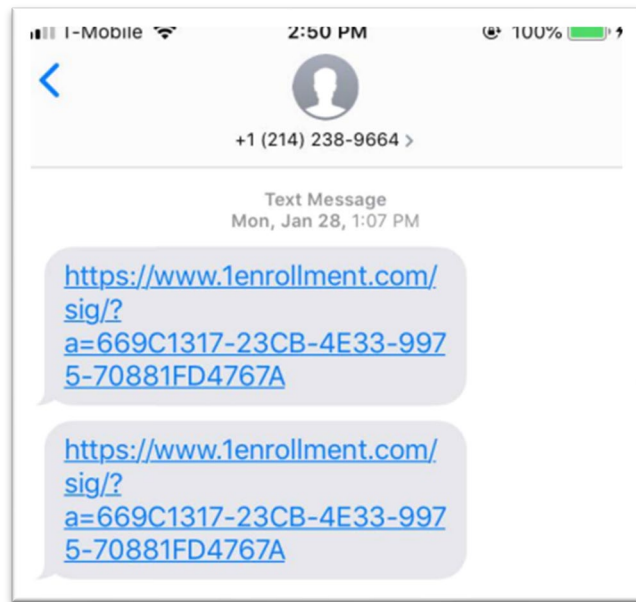 T-Mobile 2:50 PM 100%
+1 (214) 238-9664 >
Text Message
Mon, Jan 28, 1:07 PM
https://www.1enrollment.com/
sig/?
a=669C1317-23CB-4E33-997
5-70881FD4767A
https://www.1enrollment.com/
sig/?
a=669C1317-23CB-4E33-997
5-70881FD4767A